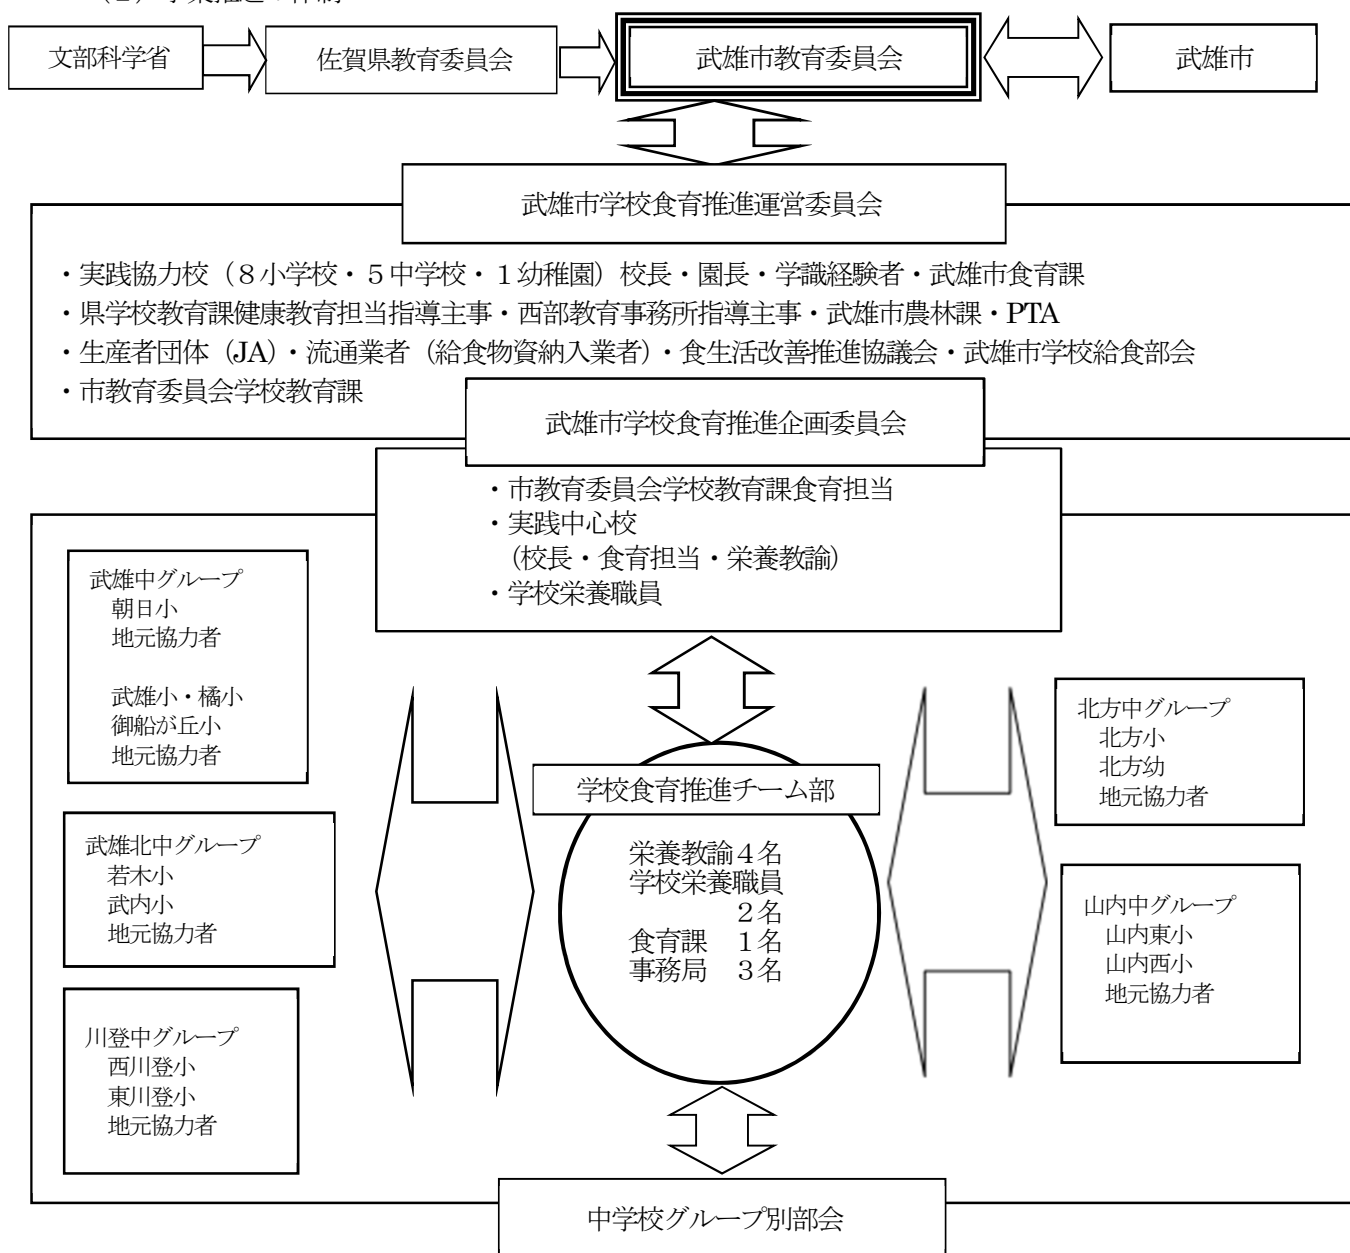 文部科学省
佐賀県教育委員会
武雄市教育委員会
武雄市
武雄市学校食育推進運営委員会
・実践協力校（８小学校・５中学校・１幼稚園）校長・園長・学識経験者・武雄市食育課
・県学校教育課健康教育担当指導主事・西部教育事務所指導主事・武雄市農林課・PTA
・生産者団体（JA）・流通業者（給食物資納入業者）・食生活改善推進協議会・武雄市学校給食部会
・市教育委員会学校教育課
武雄市学校食育推進企画委員会
・市教育委員会学校教育課食育担当
・実践中心校
（校長・食育担当・栄養教諭）
・学校栄養職員
武雄中グループ
朝日小
地元協力者
武雄小・橘小
御船が丘小
地元協力者
武雄北中グループ
若木小
武内小
地元協力者
川登中グループ
西川登小
東川登小
地元協力者
学校食育推進チーム部
栄養教諭４名
学校栄養職員
２名
食育課　１名
事務局　３名
北方中グループ
北方小
北方幼
地元協力者
山内中グループ
山内東小
山内西小
地元協力者
中学校グループ別部会